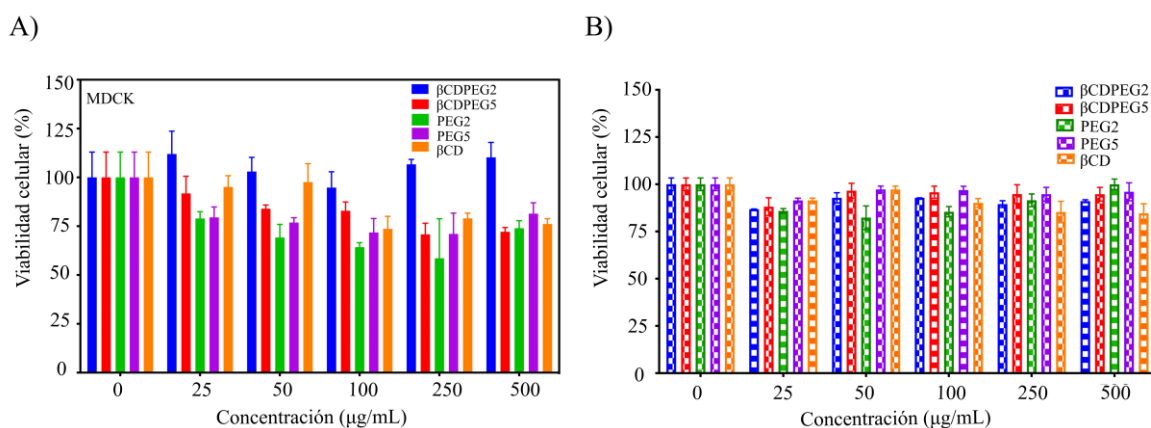 A)
Viabilidad celular (%)
150
125
100
75
50
25
0
MDCK
βCDPEG2
βCDPEG5
PEG2
PEG5
βCD
0 25 50 100 250 500
Concentración (μg/mL)
B)
Viabilidad celular (%)
150
125
100
75
50
25
0
βCDPEG2
βCDPEG5
PEG2
PEG5
βCD
0 25 50 100 250 500
Concentración (μg/mL)